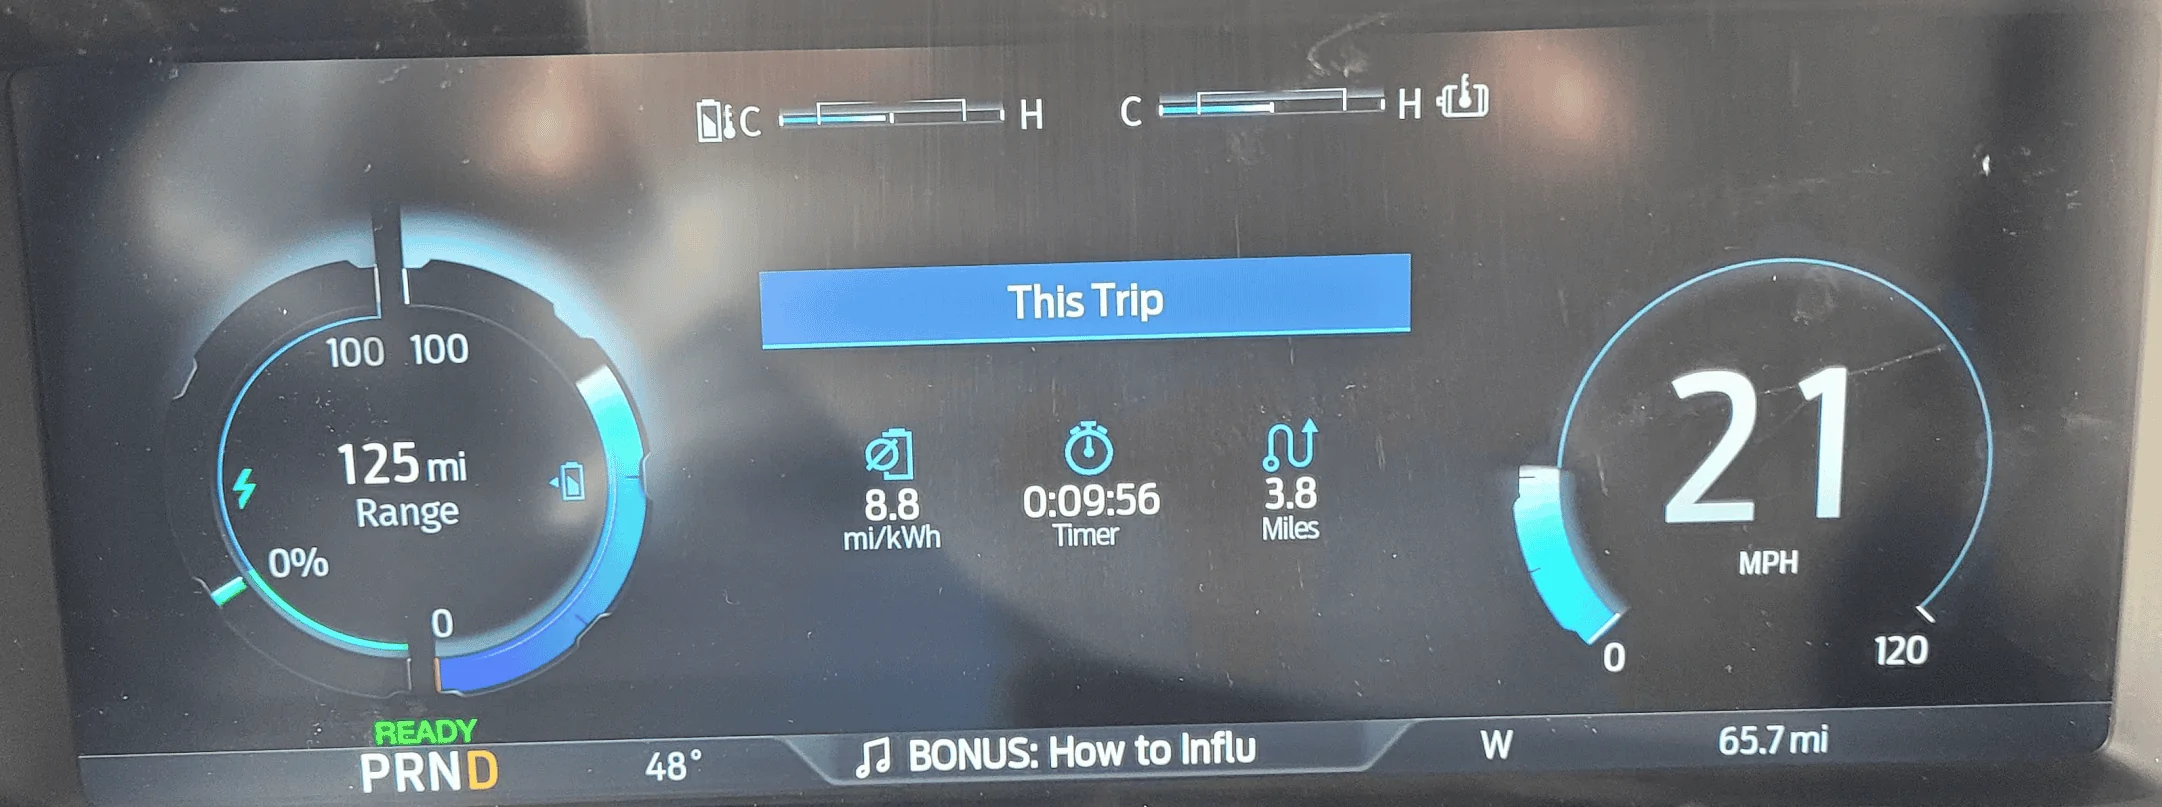 C H C H
This Trip
100 100
125 mi
Range
0%
0
8.8
mi/kWh
0:09:56
Timer
3.8
Miles
21
MPH
0
120
READY
PRND
48°
BONUS: How to Influ
W
65.7 mi